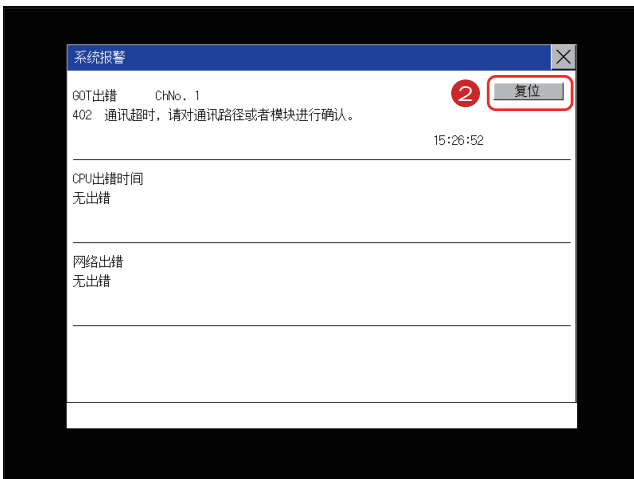 系统报警
GOT出错 ChNo. 1
2 复位
402 通讯超时，请对通讯路径或者模块进行确认。
15:26:52
CPU出错时间
无出错
网络出错
无出错